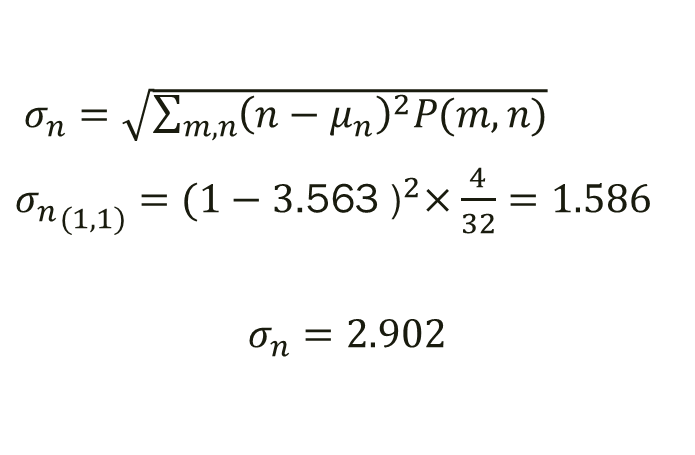 σₙ = √(∑ₘ,ₙ(n − μₙ)²P(m, n))
σₙ₍₁,₁₎ = (1 − 3.563 )² × 4/32 = 1.586
σₙ = 2.902